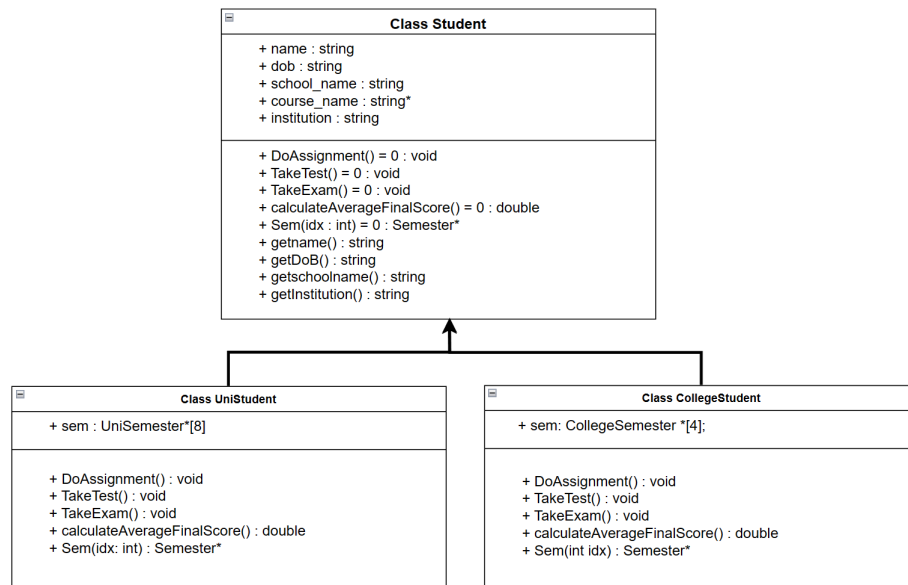 Class Student
+ name : string
+ dob : string
+ school_name : string
+ course_name : string*
+ institution : string
+ DoAssignment() = 0 : void
+ TakeTest() = 0 : void
+ TakeExam() = 0 : void
+ calculateAverageFinalScore() = 0 : double
+ Sem(idx : int) = 0 : Semester*
+ getname() : string
+ getDoB() : string
+ getschoolname() : string
+ getInstitution() : string
Class UniStudent
+ sem : UniSemester*[8]
+ DoAssignment() : void
+ TakeTest() : void
+ TakeExam() : void
+ calculateAverageFinalScore() : double
+ Sem(idx: int) : Semester*
Class CollegeStudent
+ sem: CollegeSemester *[4];
+ DoAssignment() : void
+ TakeTest() : void
+ TakeExam() : void
+ calculateAverageFinalScore() : double
+ Sem(int idx) : Semester*